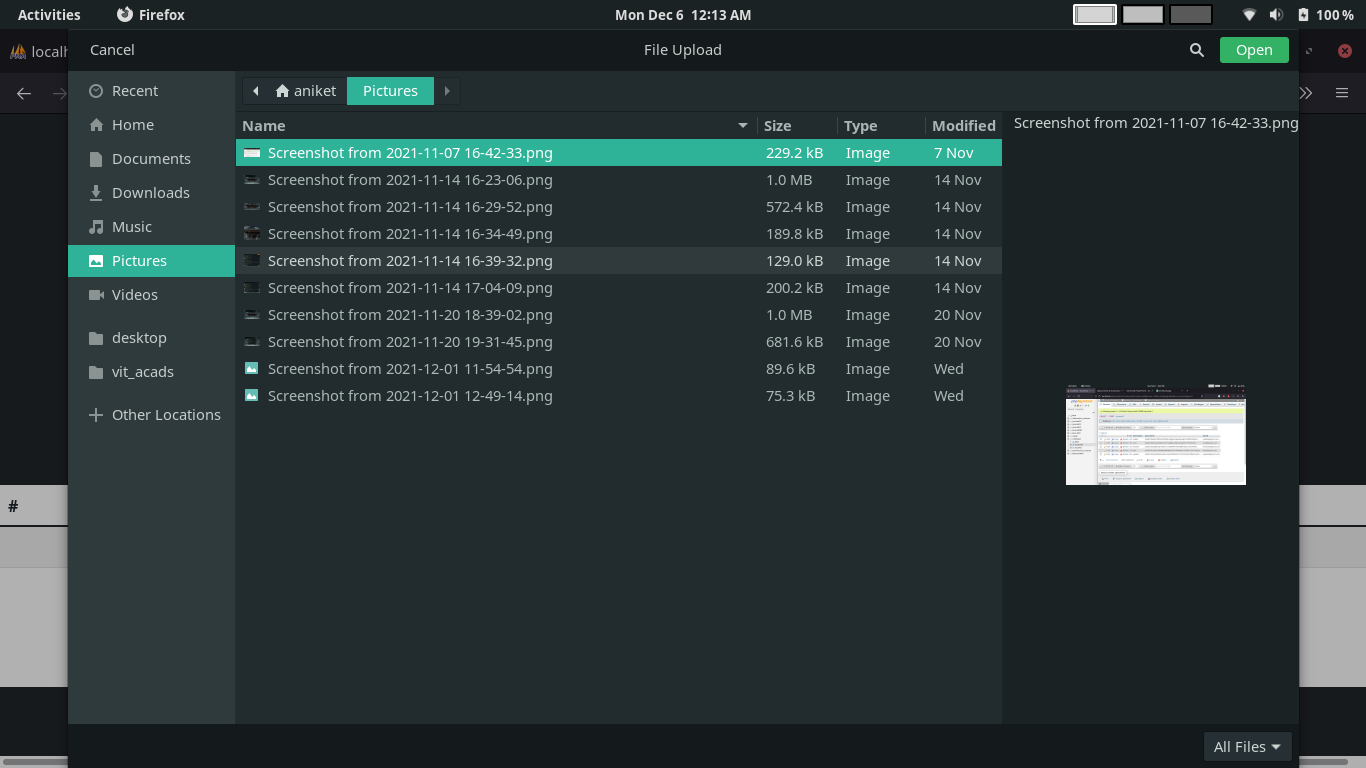 Activities Firefox Mon Dec 6 12:13 AM 100 %
localh
Cancel File Upload Open
Recent
Home
Documents
Downloads
Music
Pictures
Videos
desktop
vit_acads
Other Locations
aniket Pictures
Name Size Type Modified
Screenshot from 2021-11-07 16-42-33.png 229.2 kB Image 7 Nov
Screenshot from 2021-11-14 16-23-06.png 1.0 MB Image 14 Nov
Screenshot from 2021-11-14 16-29-52.png 572.4 kB Image 14 Nov
Screenshot from 2021-11-14 16-34-49.png 189.8 kB Image 14 Nov
Screenshot from 2021-11-14 16-39-32.png 129.0 kB Image 14 Nov
Screenshot from 2021-11-14 17-04-09.png 200.2 kB Image 14 Nov
Screenshot from 2021-11-20 18-39-02.png 1.0 MB Image 20 Nov
Screenshot from 2021-11-20 19-31-45.png 681.6 kB Image 20 Nov
Screenshot from 2021-12-01 11-54-54.png 89.6 kB Image Wed
Screenshot from 2021-12-01 12-49-14.png 75.3 kB Image Wed
Screenshot from 2021-11-07 16-42-33.png
#
All Files